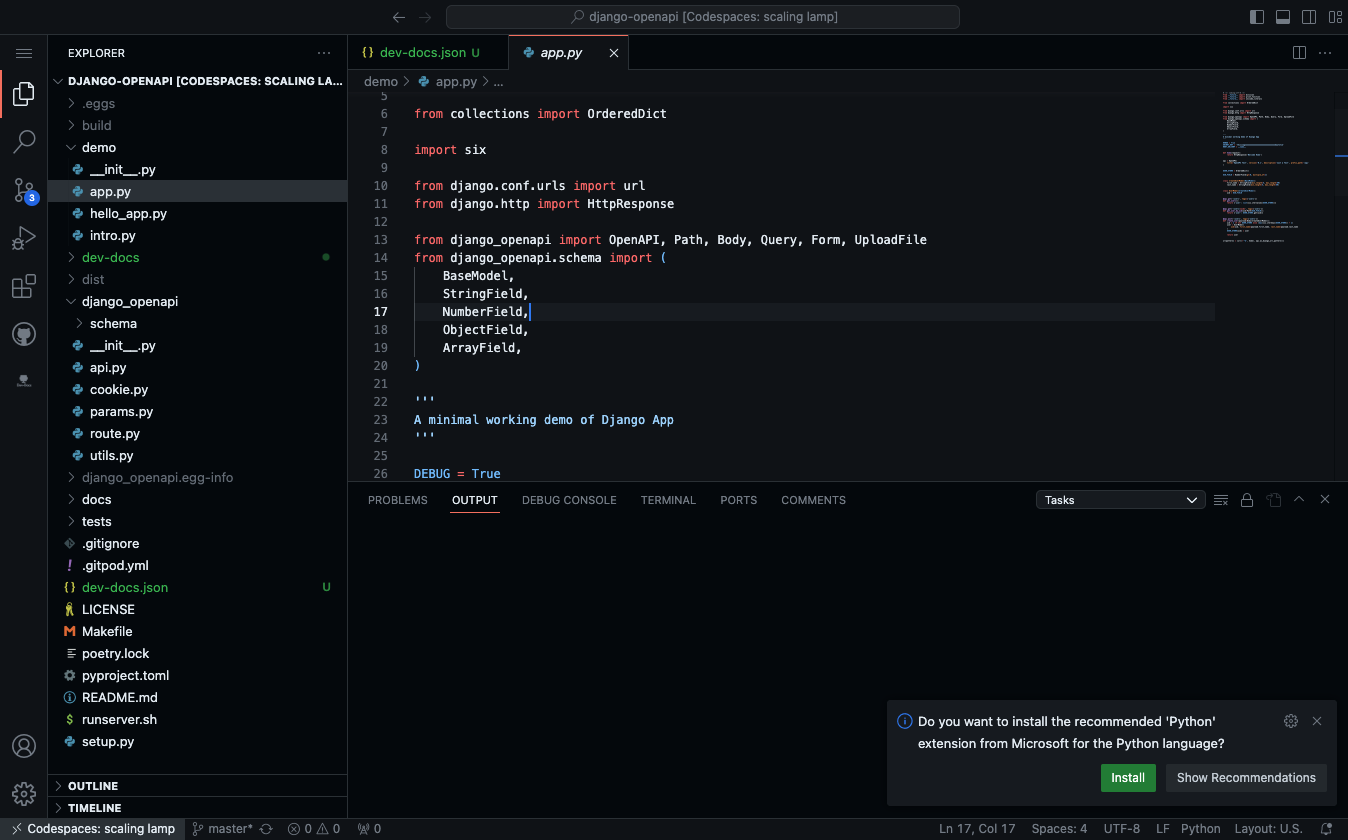 django-openapi [Codespaces: scaling lamp]
EXPLORER
DJANGO-OPENAPI [CODESPACES: SCALING LA...
.eggs
build
demo
__init__.py
app.py
hello_app.py
intro.py
dev-docs
dist
django_openapi
schema
__init__.py
api.py
cookie.py
params.py
route.py
utils.py
django_openapi.egg-info
docs
tests
.gitignore
! .gitpod.yml
{} dev-docs.json U
LICENSE
Makefile
poetry.lock
pyproject.toml
README.md
$ runserver.sh
setup.py
OUTLINE
TIMELINE
3
{} dev-docs.json U
app.py
demo > app.py > ...
5
6 from collections import OrderedDict
7
8 import six
9
10 from django.conf.urls import url
11 from django.http import HttpResponse
12
13 from django_openapi import OpenAPI, Path, Body, Query, Form, UploadFile
14 from django_openapi.schema import (
15 BaseModel,
16 StringField,
17 NumberField,
18 ObjectField,
19 ArrayField,
20 )
21
22 '''
23 A minimal working demo of Django App
24 '''
25
26 DEBUG = True
PROBLEMS OUTPUT DEBUG CONSOLE TERMINAL PORTS COMMENTS
Tasks
Do you want to install the recommended 'Python'
extension from Microsoft for the Python language?
Install Show Recommendations
Codespaces: scaling lamp master* 0 0 0 Ln 17, Col 17 Spaces: 4 UTF-8 LF Python Layout: U.S.